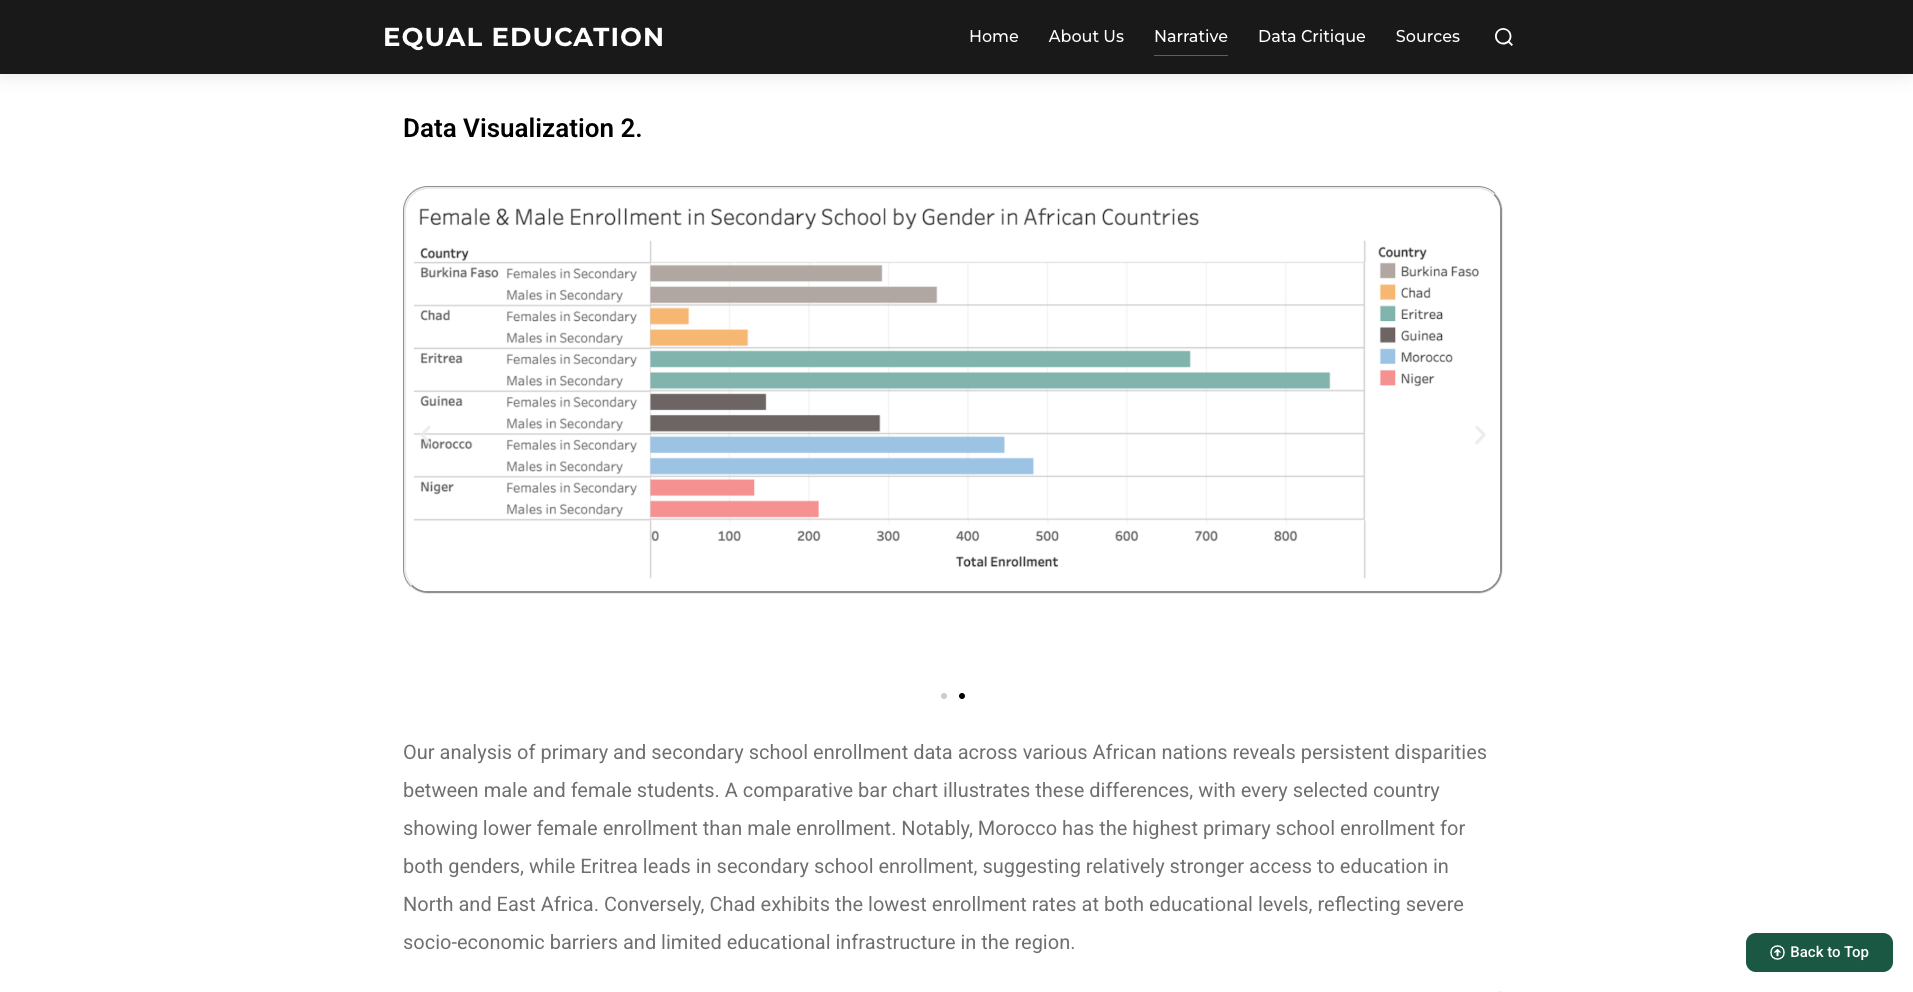 EQUAL EDUCATION
Home About Us Narrative Data Critique Sources
Data Visualization 2.
Female & Male Enrollment in Secondary School by Gender in African Countries
Country
Burkina Faso Females in Secondary
Males in Secondary
Chad Females in Secondary
Males in Secondary
Eritrea Females in Secondary
Males in Secondary
Guinea Females in Secondary
Males in Secondary
Morocco Females in Secondary
Males in Secondary
Niger Females in Secondary
Males in Secondary
0 100 200 300 400 500 600 700 800
Total Enrollment
Country
Burkina Faso
Chad
Eritrea
Guinea
Morocco
Niger
Our analysis of primary and secondary school enrollment data across various African nations reveals persistent disparities
between male and female students. A comparative bar chart illustrates these differences, with every selected country
showing lower female enrollment than male enrollment. Notably, Morocco has the highest primary school enrollment for
both genders, while Eritrea leads in secondary school enrollment, suggesting relatively stronger access to education in
North and East Africa. Conversely, Chad exhibits the lowest enrollment rates at both educational levels, reflecting severe
socio-economic barriers and limited educational infrastructure in the region.
Back to Top